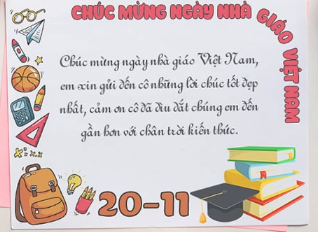 CHÚC MỪNG NGÀY NHÀ GIÁO VIỆT NAM
Chúc mừng ngày nhà giáo Việt Nam,
em xin gửi đến cô những lời chúc tốt đẹp
nhất, cảm ơn cô đã dìu dắt chúng em đến
gần hơn với chân trời kiến thức.
20-11